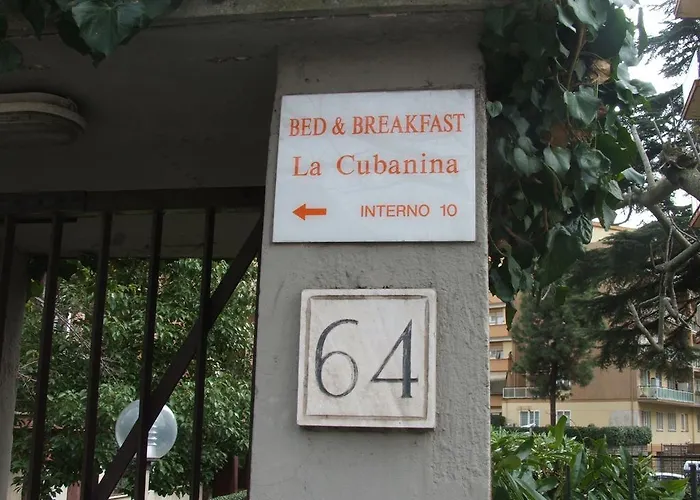 BED & BREAKFAST
La Cubanina
← INTERNO 10
64